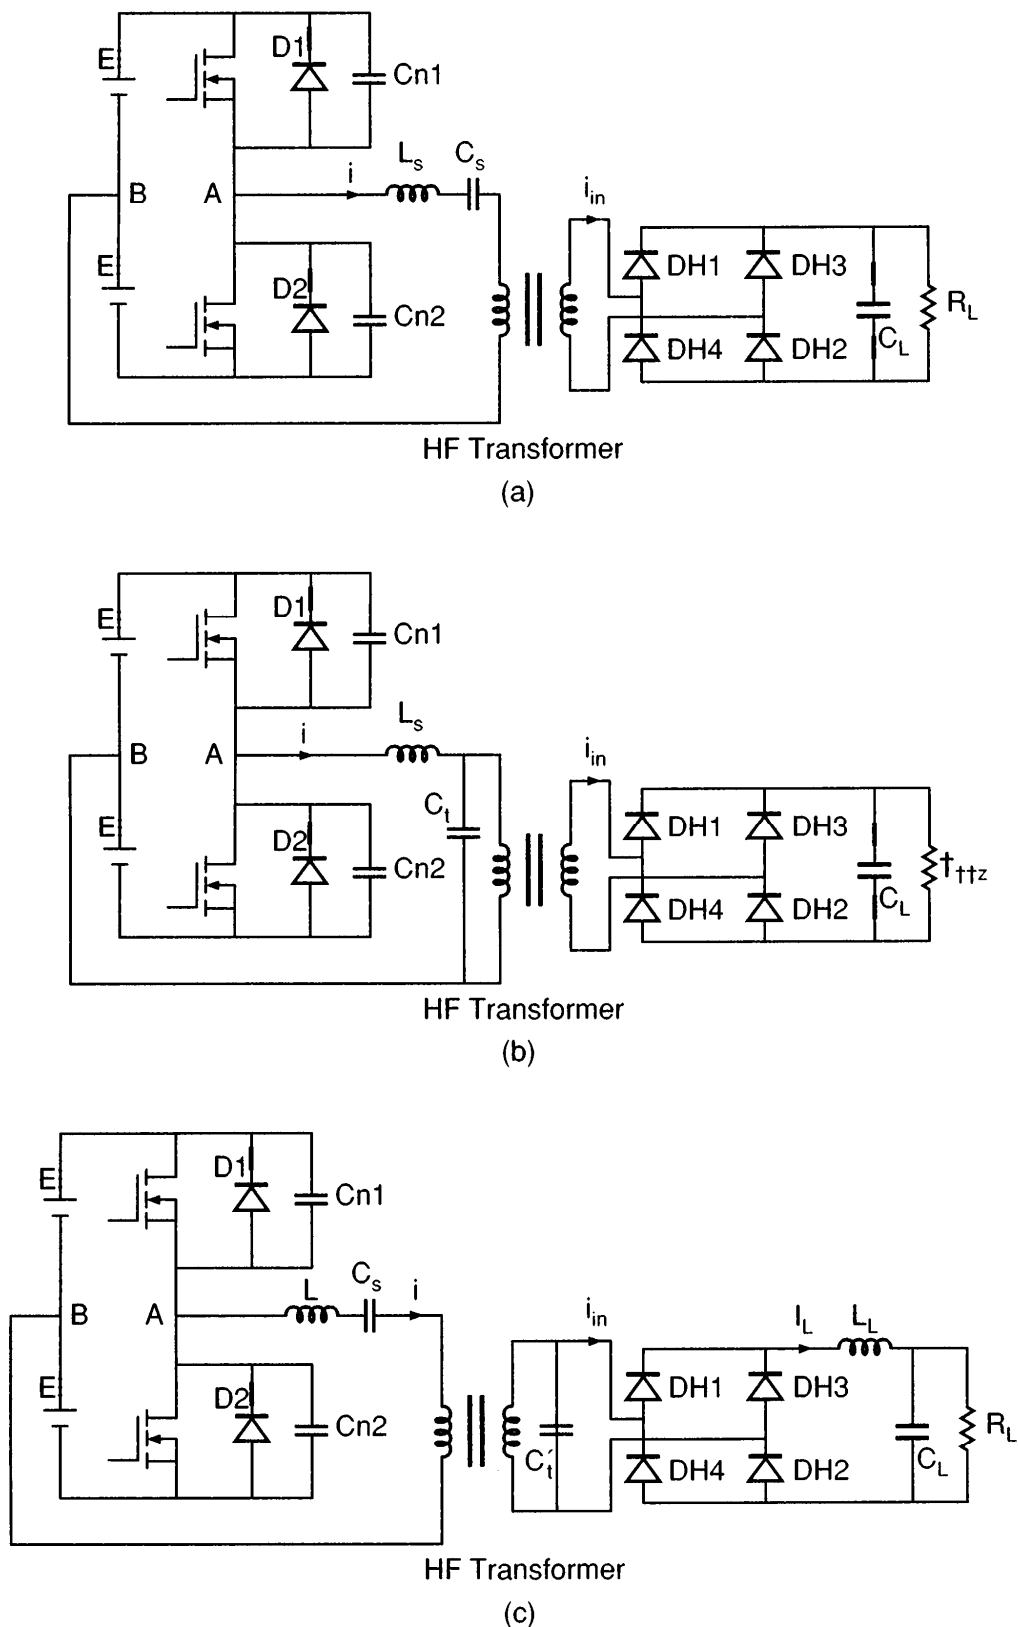 E
D1
Cn1
B
A
i
Ls
Cs
iin
E
D2
Cn2
DH1
DH3
DH4
DH2
CL
RL
HF Transformer
(a)
E
D1
Cn1
B
A
i
Ls
iin
E
Ct
D2
Cn2
DH1
DH3
DH4
DH2
CL
††‡z
HF Transformer
(b)
E
D1
Cn1
B
A
L
Cs
i
iin
IL
LL
E
D2
Cn2
C't
DH1
DH3
DH4
DH2
CL
RL
HF Transformer
(c)